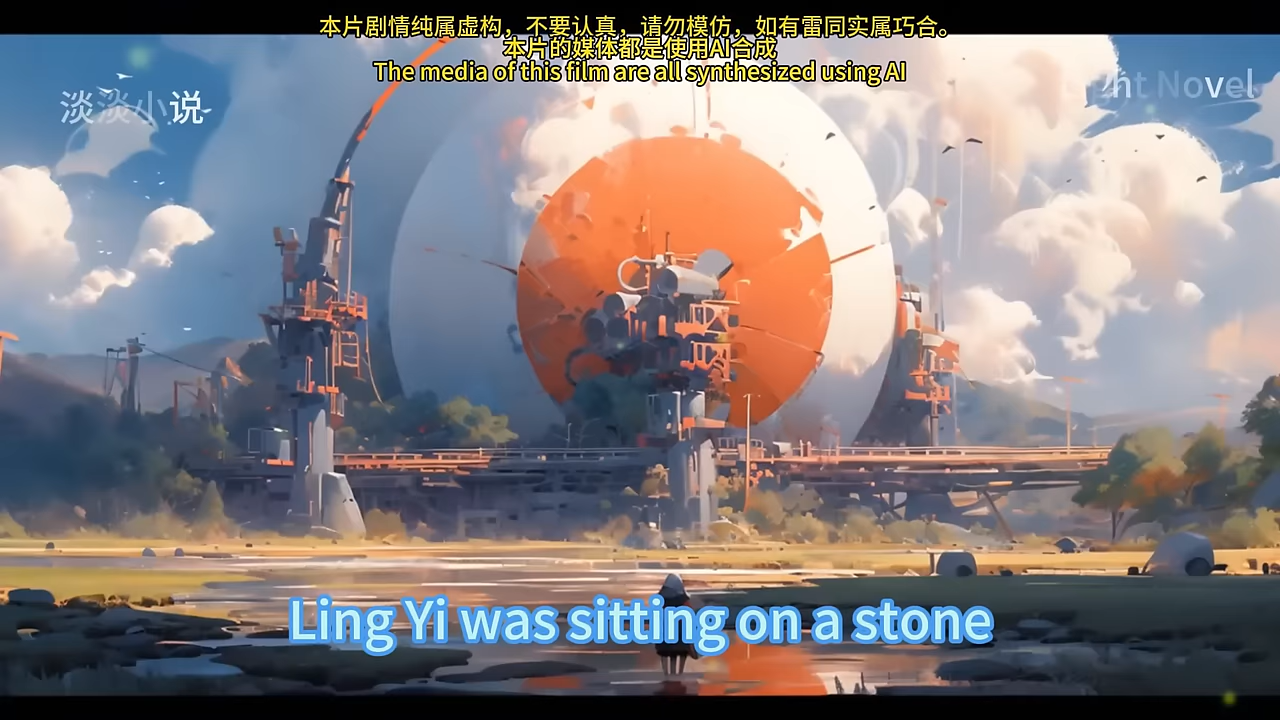 本片剧情纯属虚构，不要认真，请勿模仿，如有雷同实属巧合。
本片的媒体都是使用AI合成
The media of this film are all synthesized using AI
淡淡小说
Light Novel
Ling Yi was sitting on a stone